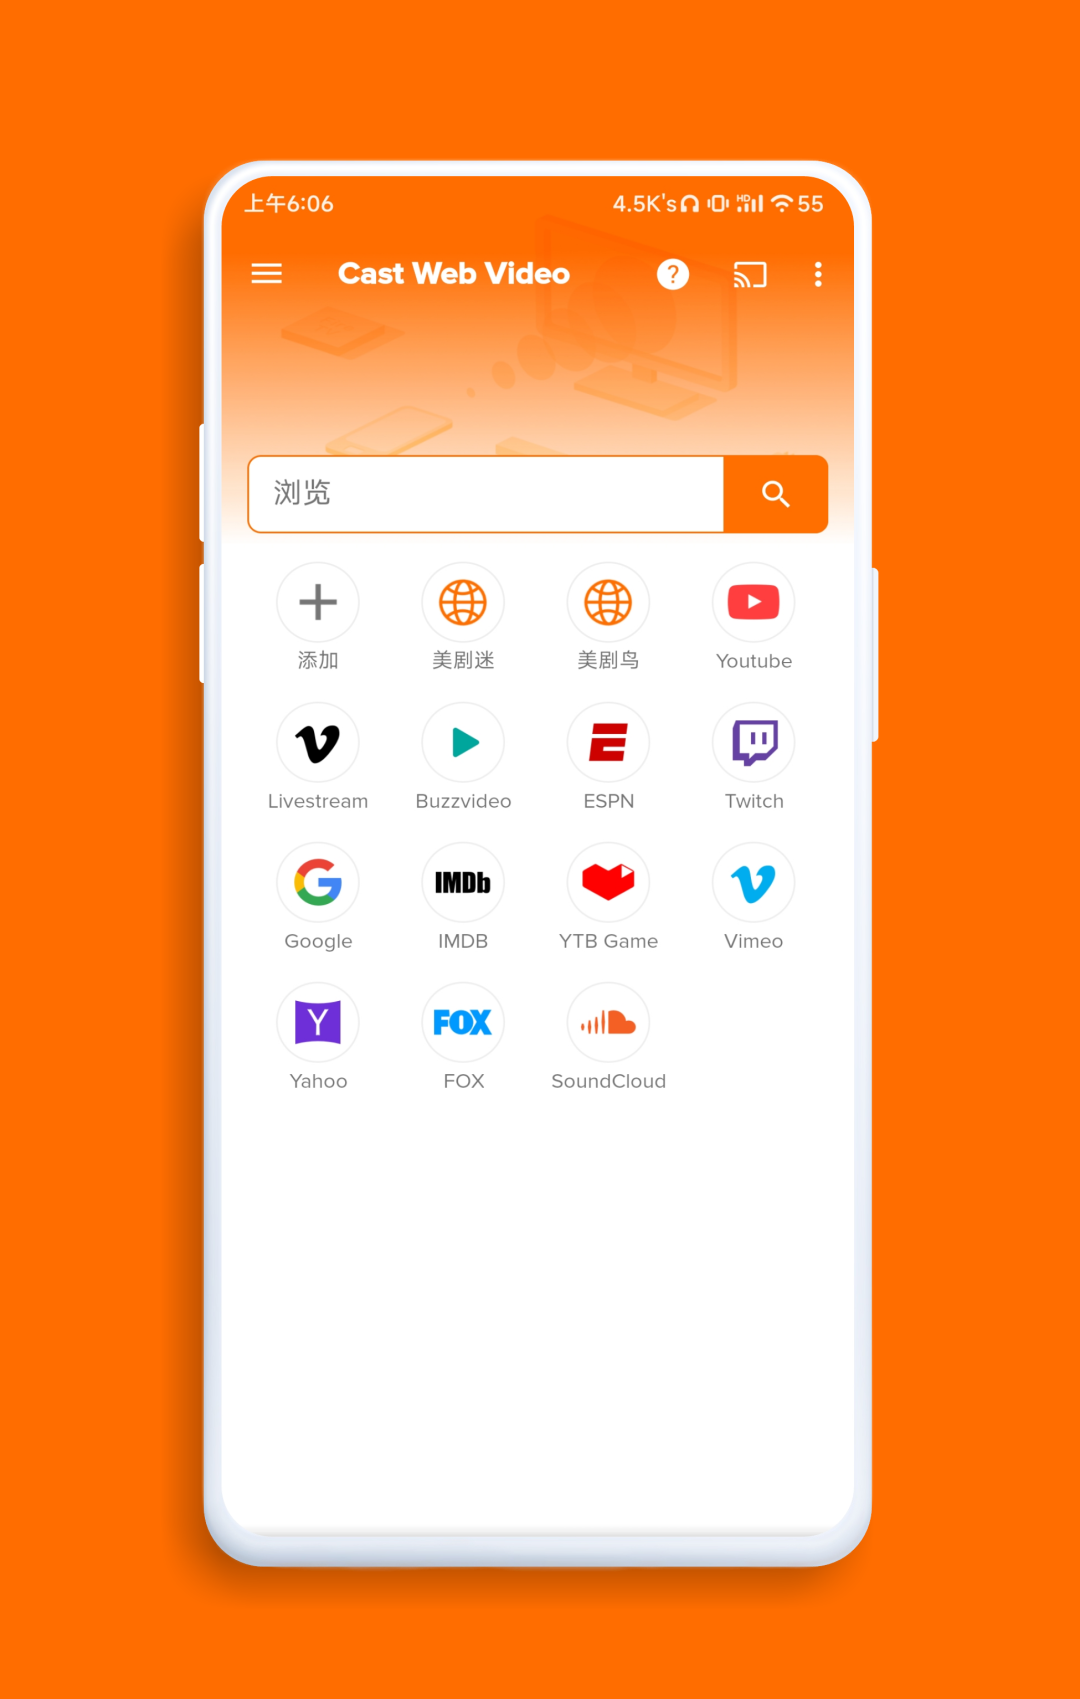 上午6:06 4.5K's HD 55
Cast Web Video ?
浏览
添加 美剧迷 美剧鸟 Youtube
Livestream Buzzvideo ESPN Twitch
IMDb
Google IMDB YTB Game Vimeo
Y FOX
Yahoo FOX SoundCloud